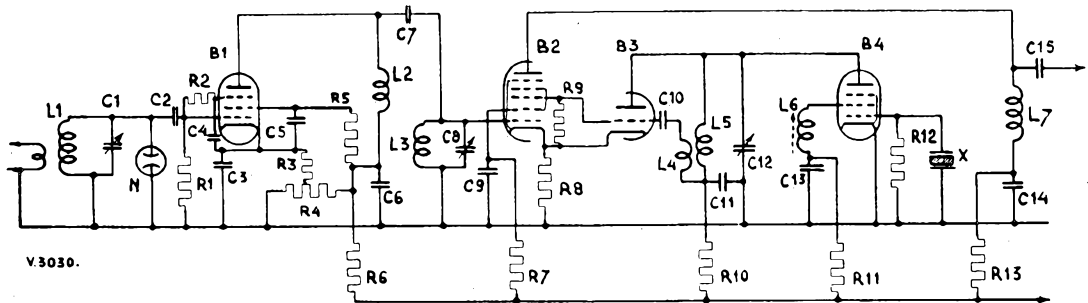 B1 C7 B2 B3 B4 C15
L1 C1 C2 R2 C4 C5 R5 L2 L3 C8 R9 C10 L5 L6 R12 L7
N R1 C3 R3 R4 C6 C9 R8 L4 C11 C12 C13 X C14
V.3030. R6 R7 R10 R11 R13